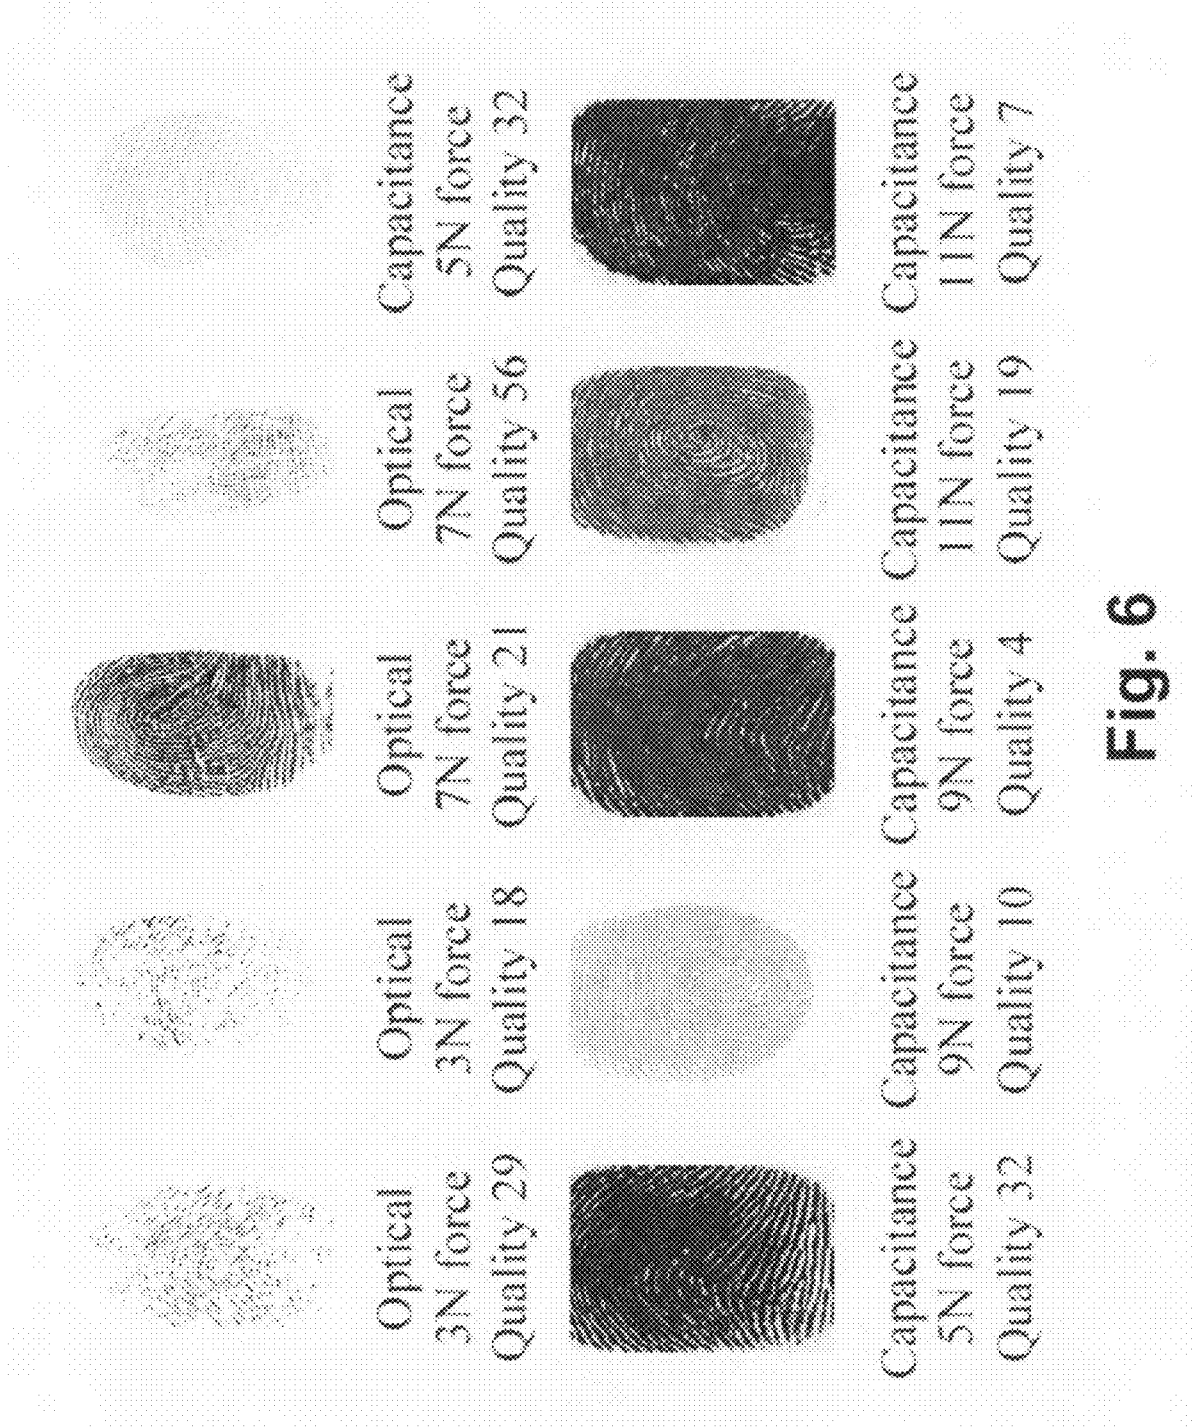 Optical
3N force
Quality 29
Optical
3N force
Quality 18
Optical
7N force
Quality 21
Optical
7N force
Quality 56
Capacitance
5N force
Quality 32
Capacitance
5N force
Quality 32
Capacitance
9N force
Quality 10
Capacitance
9N force
Quality 4
Capacitance
11N force
Quality 19
Capacitance
11N force
Quality 7
Fig. 6